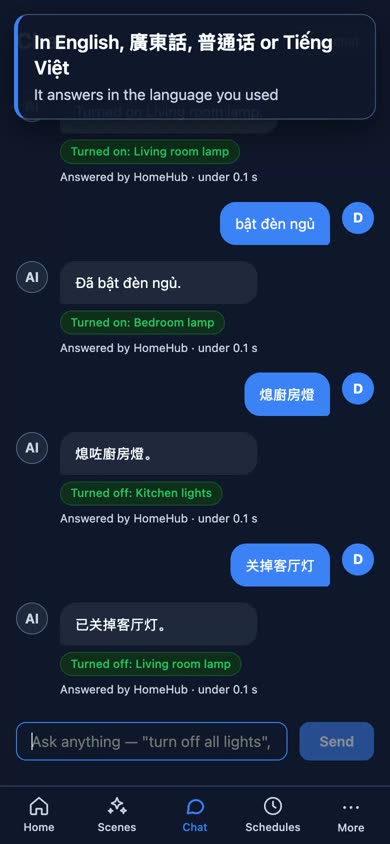 In English, 廣東話, 普通话 or Tiếng
Việt
It answers in the language you used
Turned on Living room lamp.
Turned on: Living room lamp
Answered by HomeHub · under 0.1 s
bật đèn ngủ
D
AI
Đã bật đèn ngủ.
Turned on: Bedroom lamp
Answered by HomeHub · under 0.1 s
熄廚房燈
D
AI
熄咗廚房燈。
Turned off: Kitchen lights
Answered by HomeHub · under 0.1 s
关掉客厅灯
D
AI
已关掉客厅灯。
Turned off: Living room lamp
Answered by HomeHub · under 0.1 s
Ask anything — "turn off all lights",
Send
Home
Scenes
Chat
Schedules
More